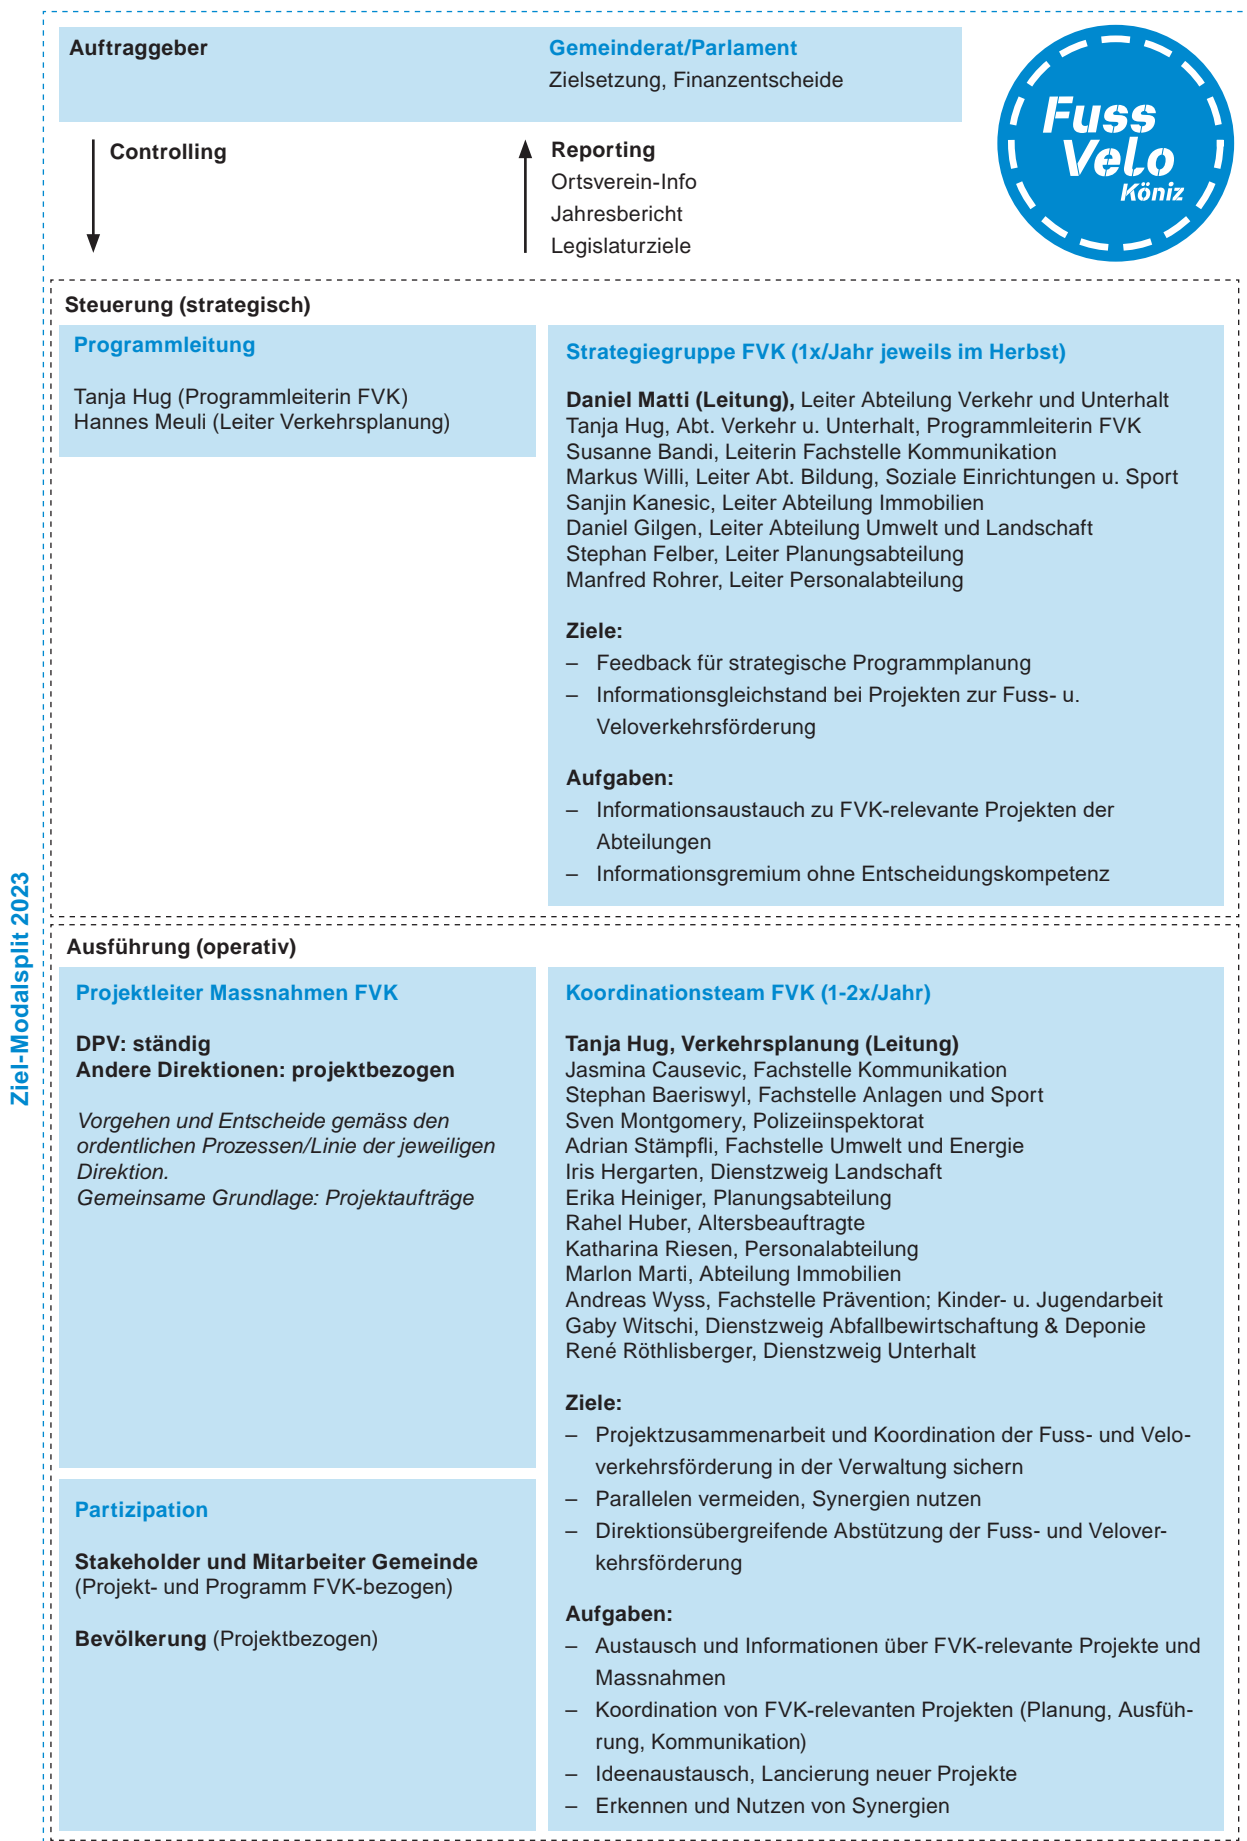 Auftraggeber
Gemeinderat/Parlament
Zielsetzung, Finanzentscheide
Fuss
Velo
Köniz
Controlling
Reporting
Ortsverein-Info
Jahresbericht
Legislaturziele
Ziel-Modalsplit 2023
Steuerung (strategisch)
Programmleitung
Tanja Hug (Programmleiterin FVK)
Hannes Meuli (Leiter Verkehrsplanung)
Strategiegruppe FVK (1x/Jahr jeweils im Herbst)
Daniel Matti (Leitung), Leiter Abteilung Verkehr und Unterhalt
Tanja Hug, Abt. Verkehr u. Unterhalt, Programmleiterin FVK
Susanne Bandi, Leiterin Fachstelle Kommunikation
Markus Willi, Leiter Abt. Bildung, Soziale Einrichtungen u. Sport
Sanjin Kanesic, Leiter Abteilung Immobilien
Daniel Gilgen, Leiter Abteilung Umwelt und Landschaft
Stephan Felber, Leiter Planungsabteilung
Manfred Rohrer, Leiter Personalabteilung
Ziele:
– Feedback für strategische Programmplanung
– Informationsgleichstand bei Projekten zur Fuss- u.
Veloverkehrsförderung
Aufgaben:
– Informationsaustauch zu FVK-relevante Projekten der
Abteilungen
– Informationsgremium ohne Entscheidungskompetenz
Ausführung (operativ)
Projektleiter Massnahmen FVK
DPV: ständig
Andere Direktionen: projektbezogen
Vorgehen und Entscheide gemäss den
ordentlichen Prozessen/Linie der jeweiligen
Direktion.
Gemeinsame Grundlage: Projektaufträge
Partizipation
Stakeholder und Mitarbeiter Gemeinde
(Projekt- und Programm FVK-bezogen)
Bevölkerung (Projektbezogen)
Koordinationsteam FVK (1-2x/Jahr)
Tanja Hug, Verkehrsplanung (Leitung)
Jasmina Causevic, Fachstelle Kommunikation
Stephan Baeriswyl, Fachstelle Anlagen und Sport
Sven Montgomery, Polizeiinspektorat
Adrian Stämpfli, Fachstelle Umwelt und Energie
Iris Hergarten, Dienstzweig Landschaft
Erika Heiniger, Planungsabteilung
Rahel Huber, Altersbeauftragte
Katharina Riesen, Personalabteilung
Marlon Marti, Abteilung Immobilien
Andreas Wyss, Fachstelle Prävention; Kinder- u. Jugendarbeit
Gaby Witschi, Dienstzweig Abfallbewirtschaftung & Deponie
René Röthlisberger, Dienstzweig Unterhalt
Ziele:
– Projektzusammenarbeit und Koordination der Fuss- und Velo-
verkehrsförderung in der Verwaltung sichern
– Parallelen vermeiden, Synergien nutzen
– Direktionsübergreifende Abstützung der Fuss- und Velover-
kehrsförderung
Aufgaben:
– Austausch und Informationen über FVK-relevante Projekte und
Massnahmen
– Koordination von FVK-relevanten Projekten (Planung, Ausfüh-
rung, Kommunikation)
– Ideenaustausch, Lancierung neuer Projekte
– Erkennen und Nutzen von Synergien